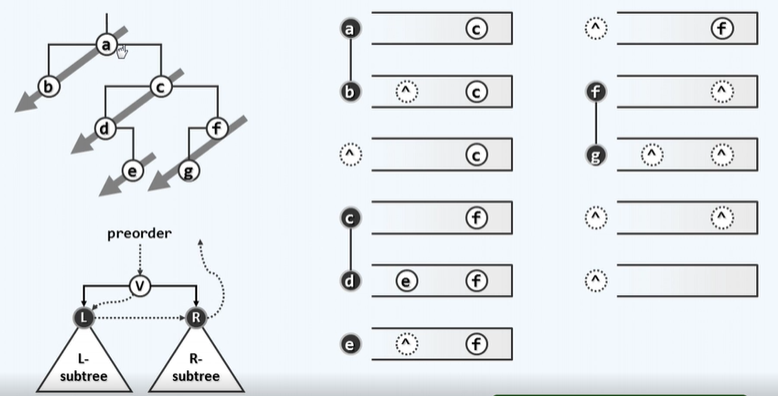 a
b
c
d
f
e
g
preorder
V
L
R
L-
subtree
R-
subtree
a
c
b
^
c
^
c
c
f
d
e
f
e
^
f
^
f
f
^
g
^
^
^
^
^